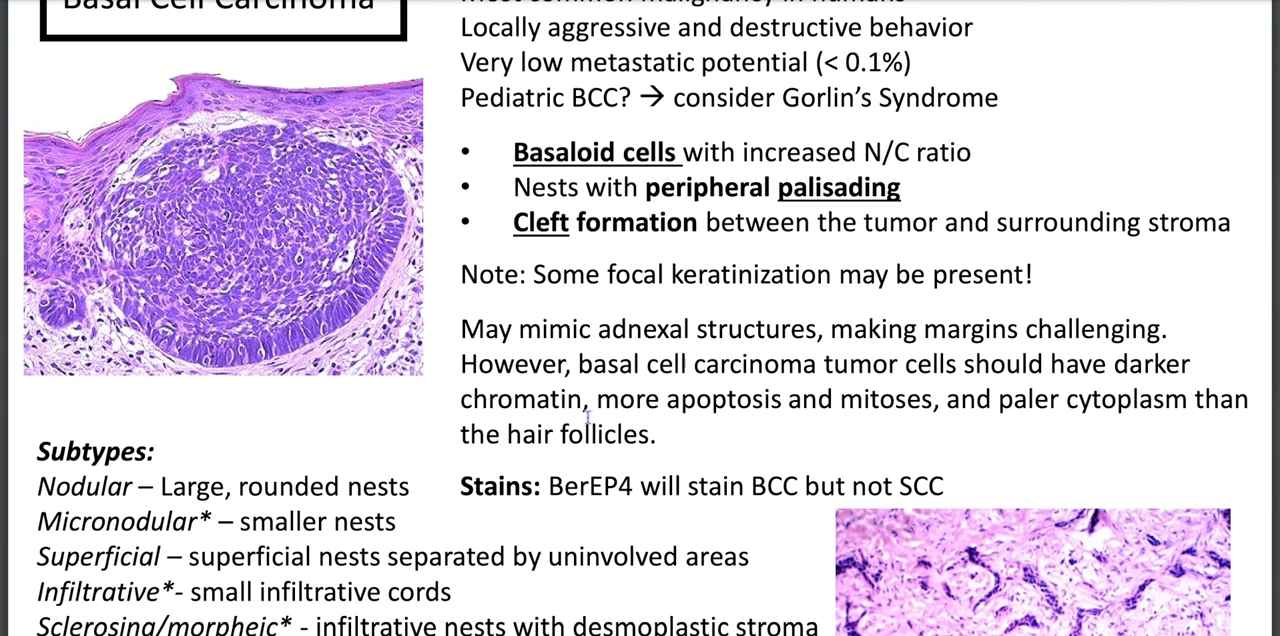 Basal Cell Carcinoma
Most common malignancy in humans
Locally aggressive and destructive behavior
Very low metastatic potential (< 0.1%)
Pediatric BCC? → consider Gorlin’s Syndrome
• Basaloid cells with increased N/C ratio
• Nests with peripheral palisading
• Cleft formation between the tumor and surrounding stroma
Note: Some focal keratinization may be present!
May mimic adnexal structures, making margins challenging.
However, basal cell carcinoma tumor cells should have darker
chromatin, more apoptosis and mitoses, and paler cytoplasm than
the hair follicles.
Stains: BerEP4 will stain BCC but not SCC
Subtypes:
Nodular – Large, rounded nests
Micronodular* – smaller nests
Superficial – superficial nests separated by uninvolved areas
Infiltrative*- small infiltrative cords
Sclerosing/morpheic* - infiltrative nests with desmoplastic stroma